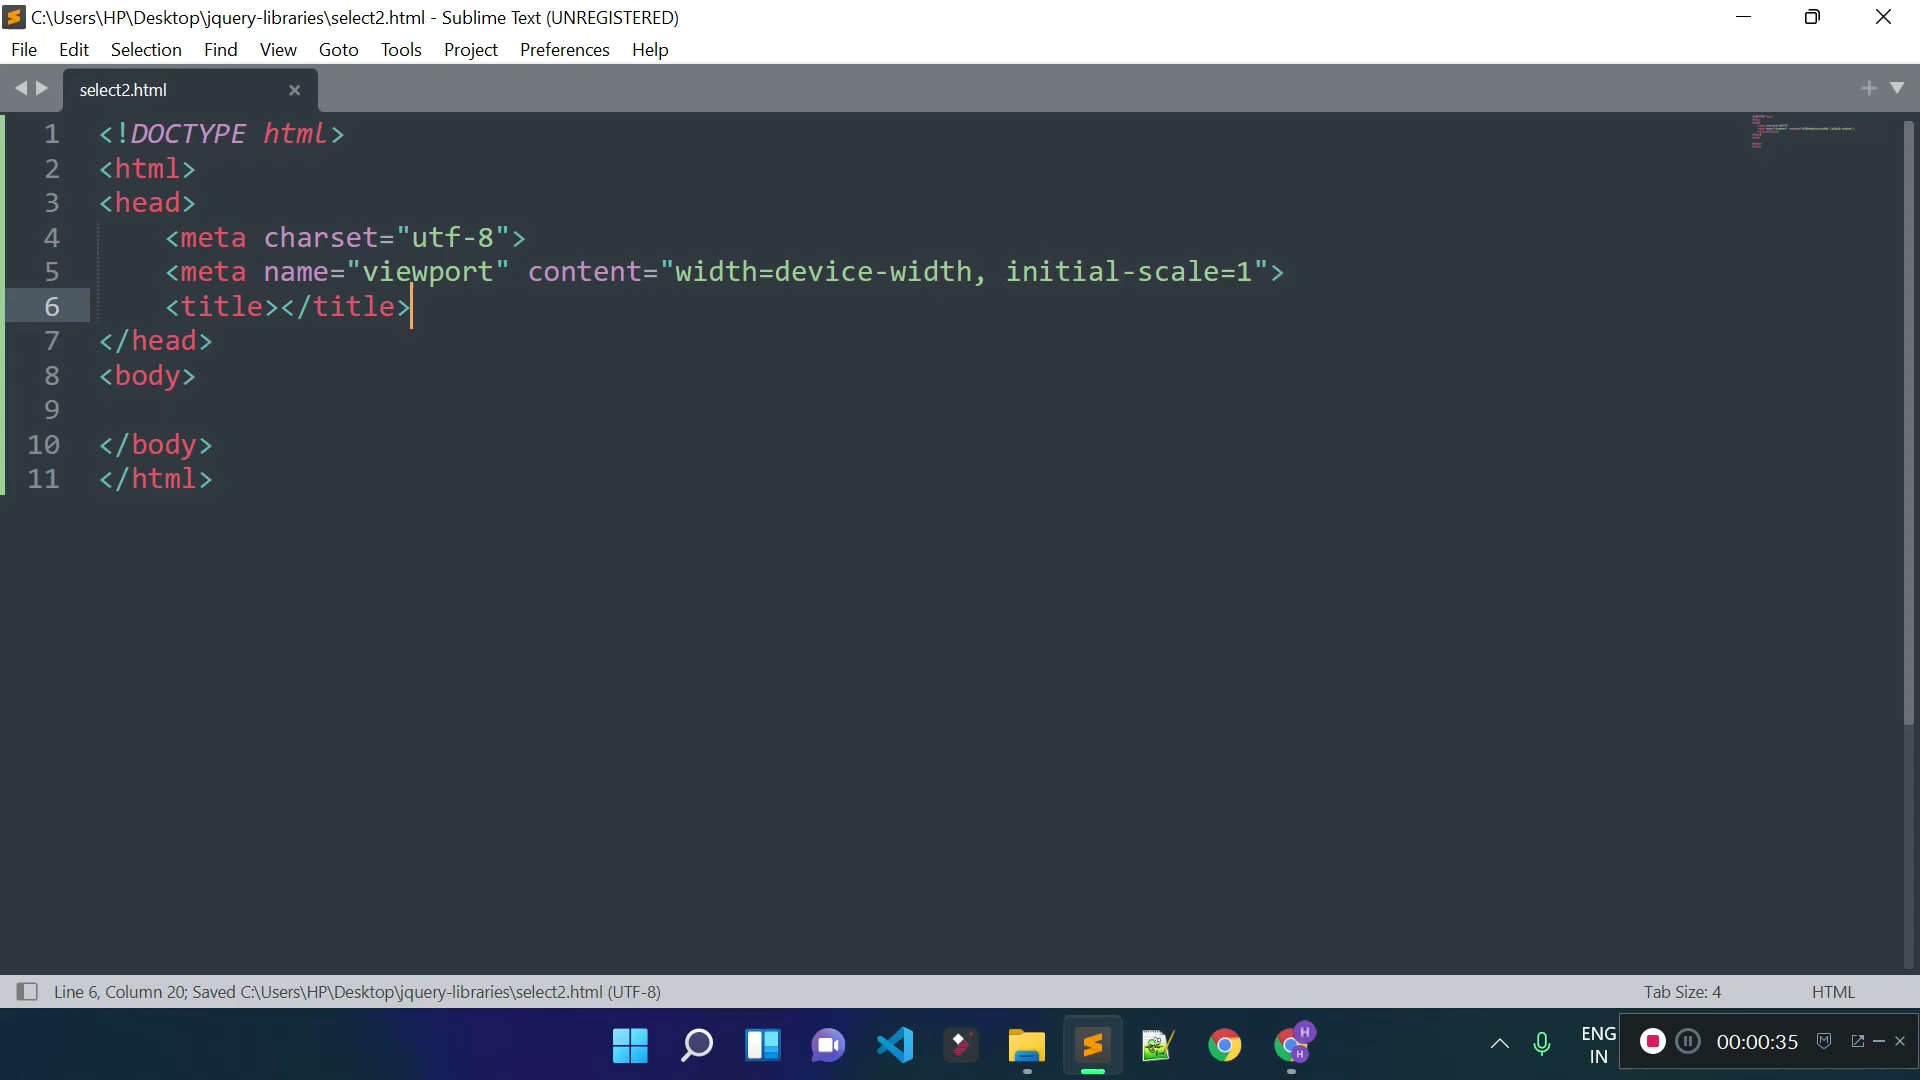 C:\Users\HP\Desktop\jquery-libraries\select2.html - Sublime Text (UNREGISTERED)
File Edit Selection Find View Goto Tools Project Preferences Help
select2.html
1 <!DOCTYPE html>
2 <html>
3 <head>
4 <meta charset="utf-8">
5 <meta name="viewport" content="width=device-width, initial-scale=1">
6 <title></title>
7 </head>
8 <body>
9
10 </body>
11 </html>
Line 6, Column 20; Saved C:\Users\HP\Desktop\jquery-libraries\select2.html (UTF-8) Tab Size: 4 HTML
H
H
ENG
IN
00:00:35